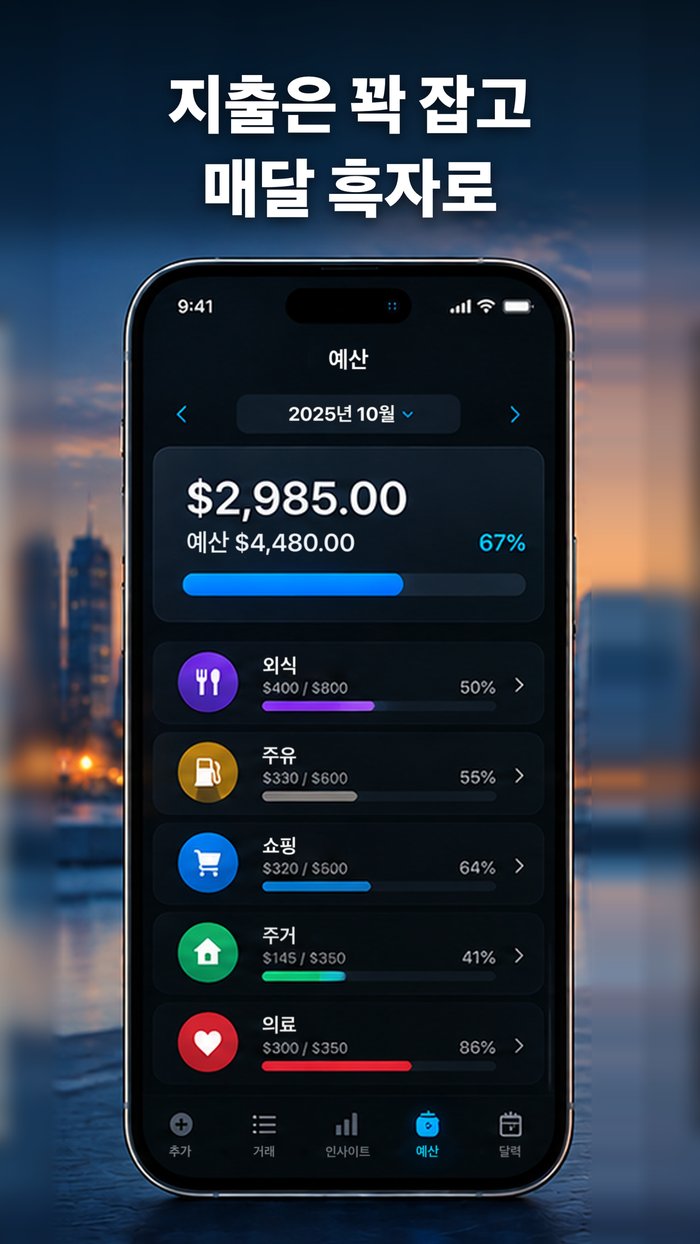 지출은 꽉 잡고
매달 흑자로
9:41
예산
2025년 10월
$2,985.00
예산 $4,480.00
67%
외식
$400 / $800
50%
주유
$330 / $600
55%
쇼핑
$320 / $600
64%
주거
$145 / $350
41%
의료
$300 / $350
86%
추가
거래
인사이트
예산
달력